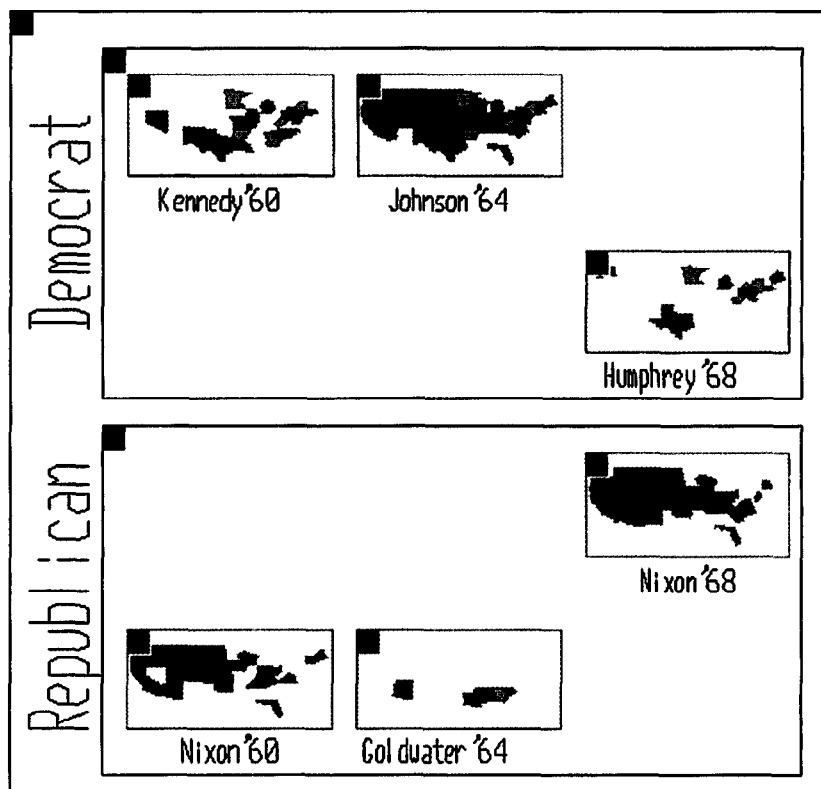 Democrat
Kennedy '60
Johnson '64
Humphrey '68
Republican
Nixon '68
Nixon '60
Goldwater '64